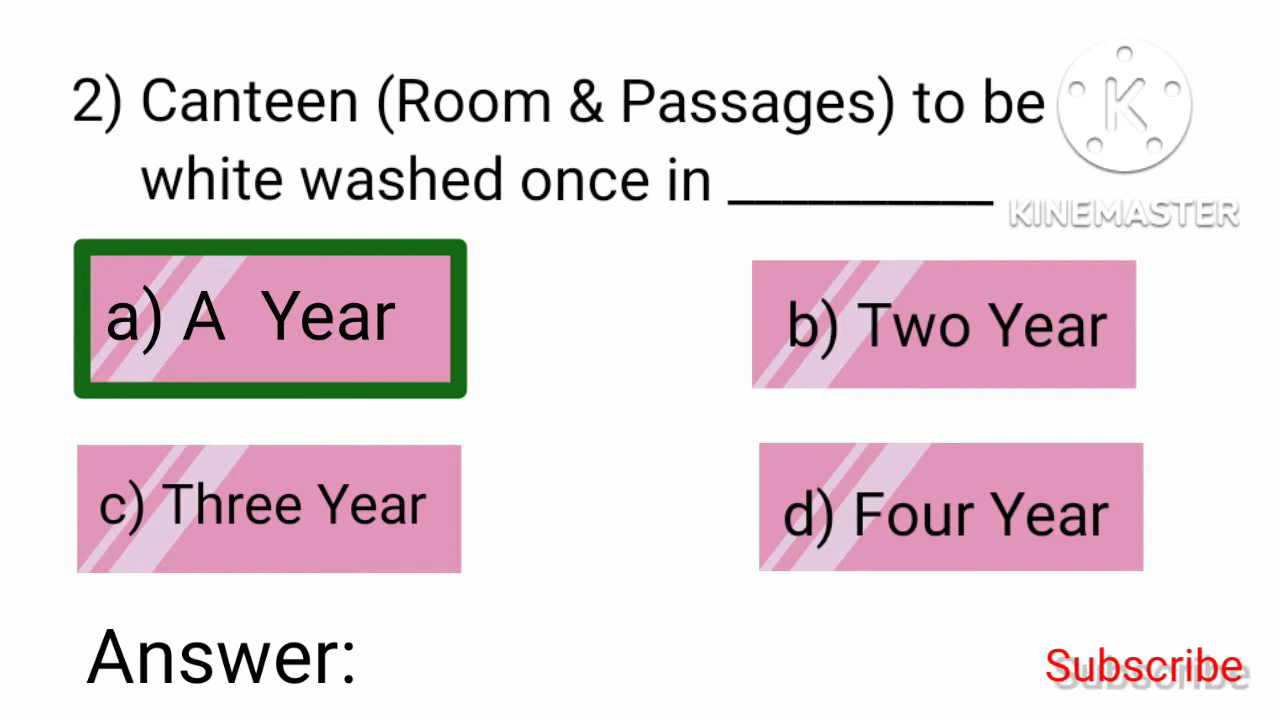 2) Canteen (Room & Passages) to be
white washed once in __________
KINEMASTER
a) A Year
b) Two Year
c) Three Year
d) Four Year
Answer:
Subscribe